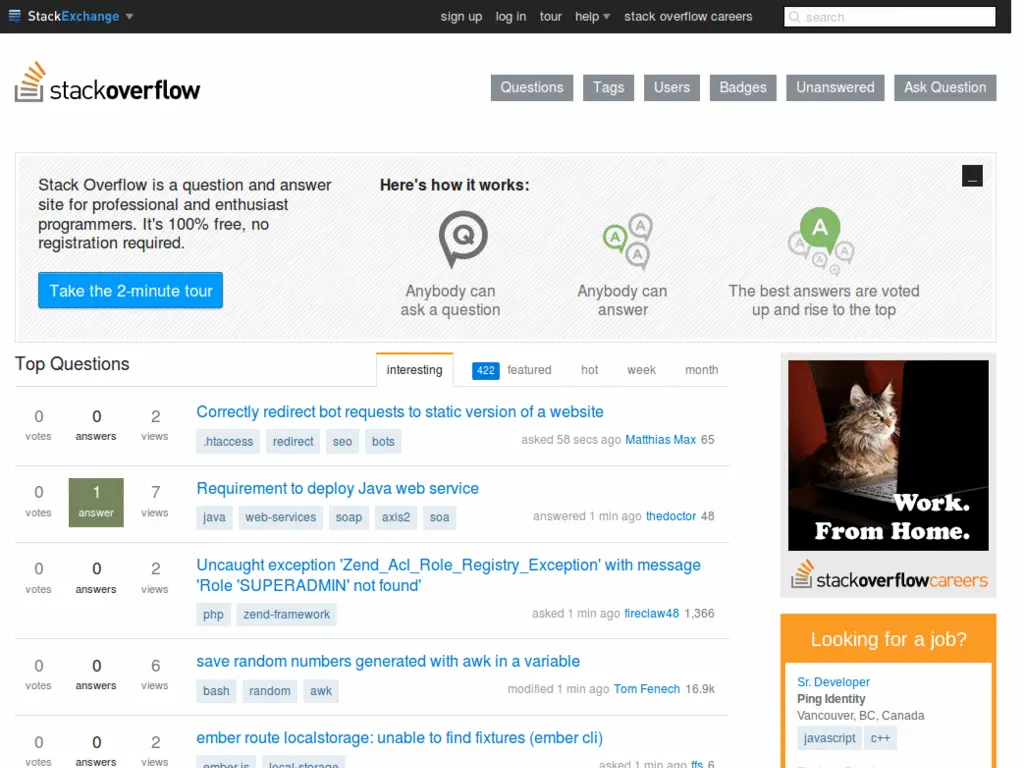 StackExchange
sign up log in tour help stack overflow careers
search
stackoverflow
Questions Tags Users Badges Unanswered Ask Question
Stack Overflow is a question and answer
site for professional and enthusiast
programmers. It's 100% free, no
registration required.
Take the 2-minute tour
Here's how it works:
_
Q
Anybody can
ask a question
A A A
Anybody can
answer
A A A A A
The best answers are voted
up and rise to the top
Top Questions
interesting 422 featured hot week month
0 0 2 Correctly redirect bot requests to static version of a website
votes answers views .htaccess redirect seo bots asked 58 secs ago Matthias Max 65
0 1 7 Requirement to deploy Java web service
votes answer views java web-services soap axis2 soa answered 1 min ago thedoctor 48
0 0 2 Uncaught exception 'Zend_Acl_Role_Registry_Exception' with message
votes answers views 'Role 'SUPERADMIN' not found'
php zend-framework asked 1 min ago fireclaw48 1,366
0 0 6 save random numbers generated with awk in a variable
votes answers views bash random awk modified 1 min ago Tom Fenech 16.9k
0 0 2 ember route localstorage: unable to find fixtures (ember cli)
votes answers views ember.js local-storage asked 1 min ago ffs 6
Work.
From Home.
stackoverflowcareers
Looking for a job?
Sr. Developer
Ping Identity
Vancouver, BC, Canada
javascript c++